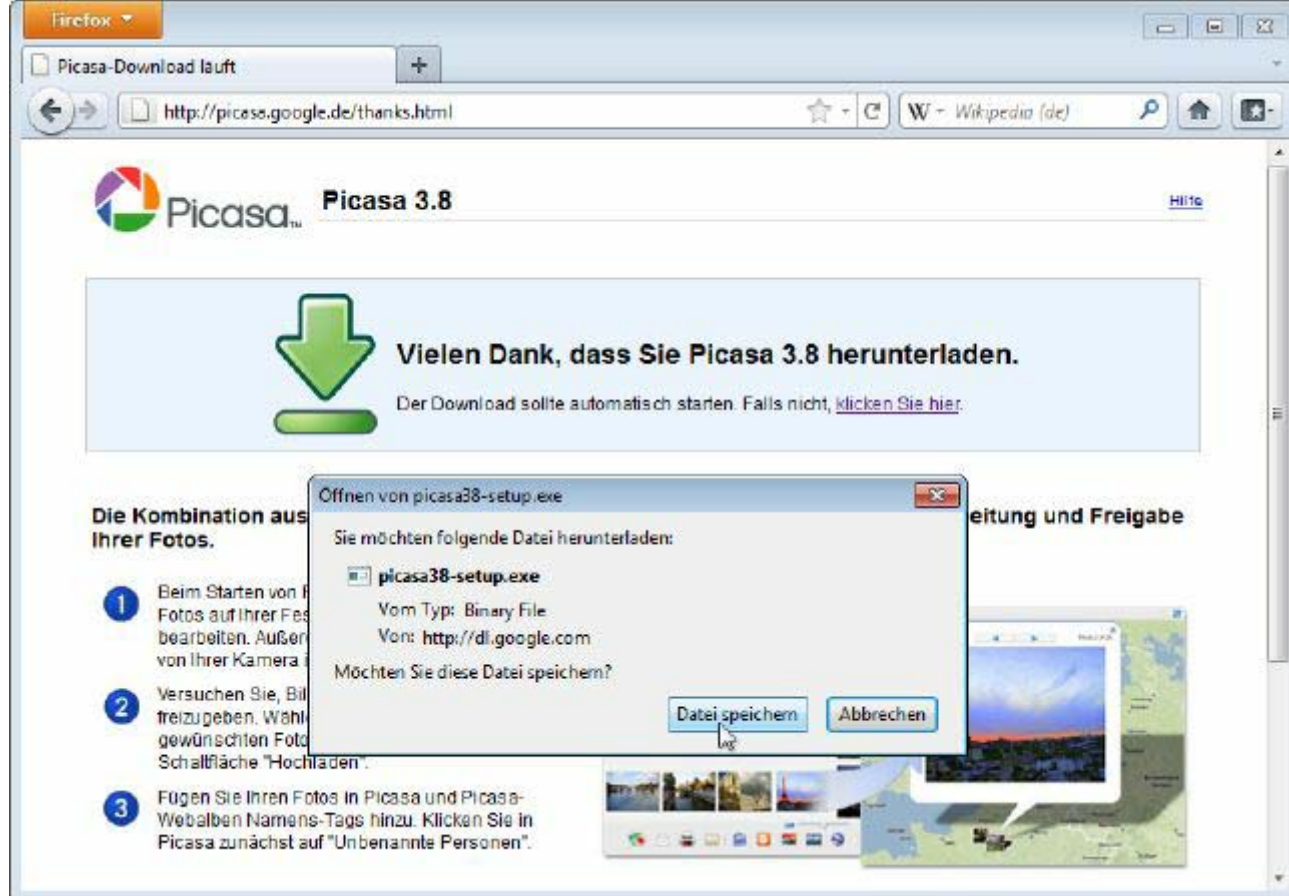 Firefox
Picasa-Download läuft
http://picasa.google.de/thanks.html
W - Wikipedia (de)
Picasa™
Picasa 3.8
Hilfe
Vielen Dank, dass Sie Picasa 3.8 herunterladen.
Der Download sollte automatisch starten. Falls nicht, klicken Sie hier.
Die Kombination aus
eitung und Freigabe
Ihrer Fotos.
Öffnen von picasa38-setup.exe
Sie möchten folgende Datei herunterladen:
picasa38-setup.exe
Vom Typ: Binary File
Von: http://dl.google.com
Möchten Sie diese Datei speichern?
Datei speichern
Abbrechen
1
Beim Starten von
Fotos auf Ihrer Fes
bearbeiten. Außer
von Ihrer Kamera
2
Versuchen Sie, Bil
freizugeben. Wähl
gewünschten Foto
Schaltfläche "Hochladen".
3
Fügen Sie Ihren Fotos in Picasa und Picasa-
Webalben Namens-Tags hinzu. Klicken Sie in
Picasa zunächst auf "Unbenannte Personen".